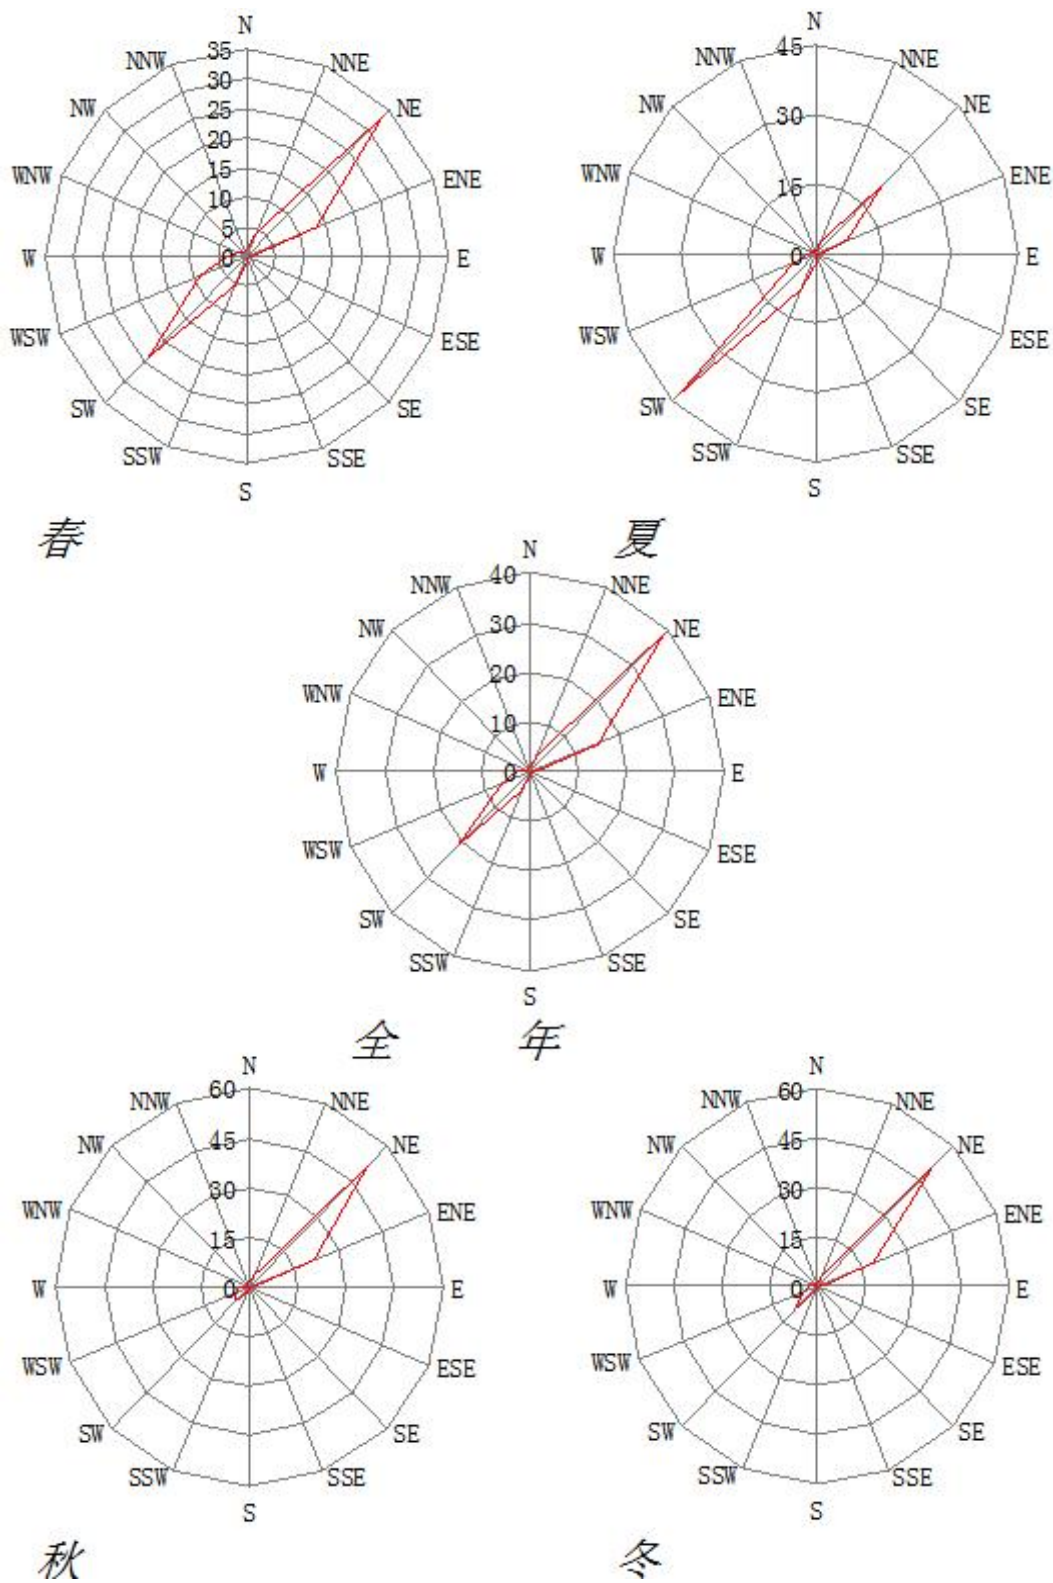 N
35 NNW NNE
30
NW 25 NE
20
WNW 15 ENE
10
5
W 0 E
WSW ESE
SW SE
SSW SSE
S
春
N
45 NNW NNE
NW 30 NE
WNW 15 ENE
W 0 E
WSW ESE
SW SE
SSW SSE
S
夏
N
40 NNW NNE
NW 30 NE
20
WNW ENE
10
W 0 E
WSW ESE
SW SE
SSW SSE
S
全 年
N
60 NNW NNE
NW 45 NE
30
WNW ENE
15
W 0 E
WSW ESE
SW SE
SSW SSE
S
秋
N
60 NNW NNE
NW 45 NE
30
WNW ENE
15
W 0 E
WSW ESE
SW SE
SSW SSE
S
冬